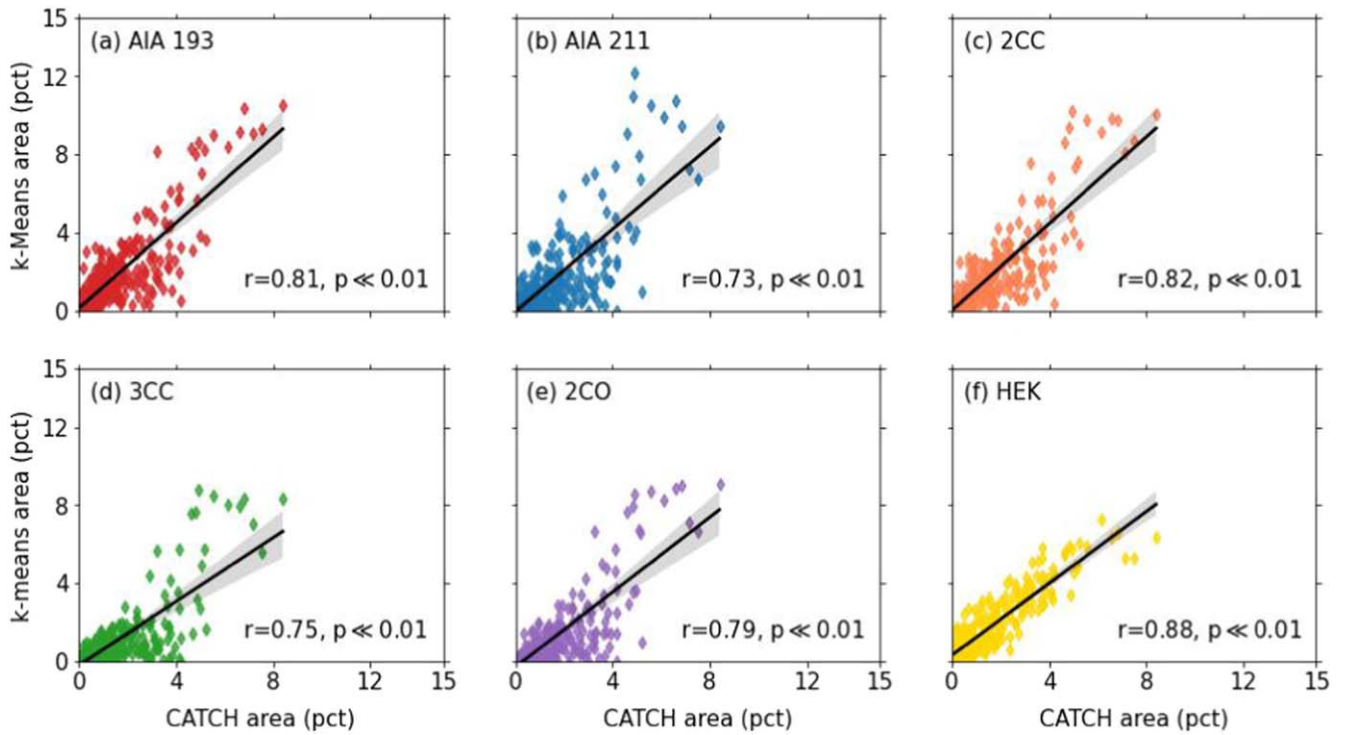 15
(a) AIA 193
(b) AIA 211
(c) 2CC
12
k-Means area (pct)
8
4
r=0.81, p≪0.01
r=0.73, p≪0.01
r=0.82, p≪0.01
0
0 4 8 12 15
0 4 8 12 15
0 4 8 12 15
15
(d) 3CC
(e) 2CO
(f) HEK
12
k-means area (pct)
8
4
r=0.75, p≪0.01
r=0.79, p≪0.01
r=0.88, p≪0.01
0
CATCH area (pct)
CATCH area (pct)
CATCH area (pct)